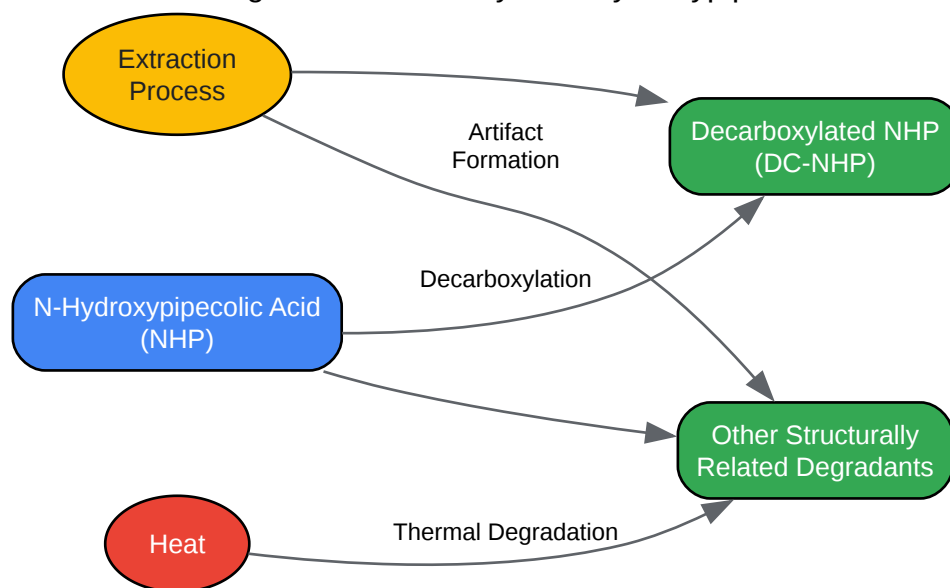 Extraction
Process
Artifact
Formation
Decarboxylated NHP
(DC-NHP)
Decarboxylation
N-Hydroxypipecolic Acid
(NHP)
Other Structurally
Related Degradants
Thermal Degradation
Heat